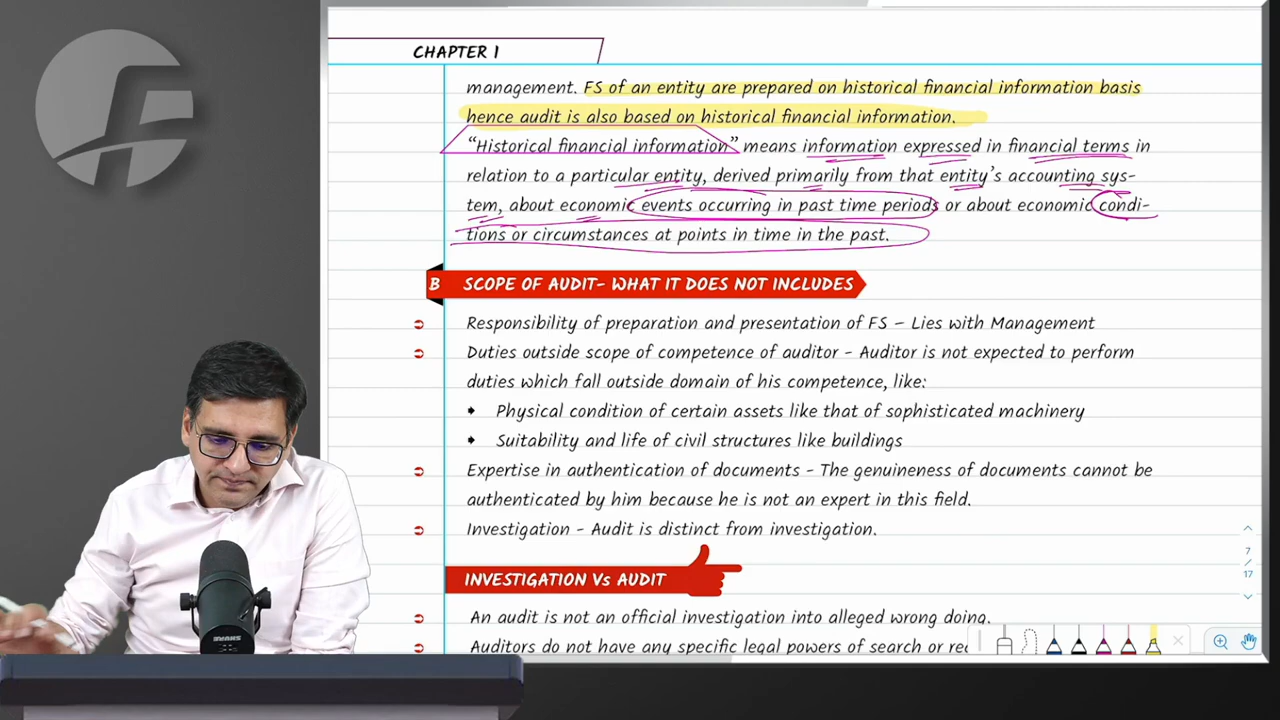 CHAPTER 1
management. FS of an entity are prepared on historical financial information basis
hence audit is also based on historical financial information.
"Historical financial information" means information expressed in financial terms in
relation to a particular entity, derived primarily from that entity's accounting sys-
tem, about economic events occurring in past time periods or about economic condi-
tions or circumstances at points in time in the past.
B SCOPE OF AUDIT- WHAT IT DOES NOT INCLUDES
Responsibility of preparation and presentation of FS – Lies with Management
Duties outside scope of competence of auditor - Auditor is not expected to perform
duties which fall outside domain of his competence, like:
Physical condition of certain assets like that of sophisticated machinery
Suitability and life of civil structures like buildings
Expertise in authentication of documents - The genuineness of documents cannot be
authenticated by him because he is not an expert in this field.
Investigation - Audit is distinct from investigation.
7
/
17
INVESTIGATION Vs AUDIT
An audit is not an official investigation into alleged wrong doing.
Auditors do not have any specific legal powers of search or
SHURE